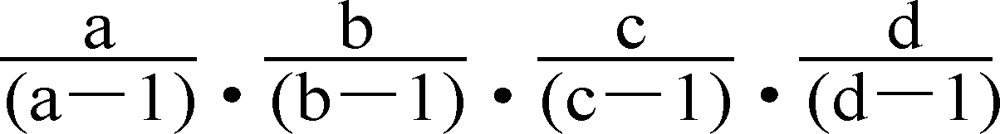 a/(a−1) • b/(b−1) • c/(c−1) • d/(d−1)